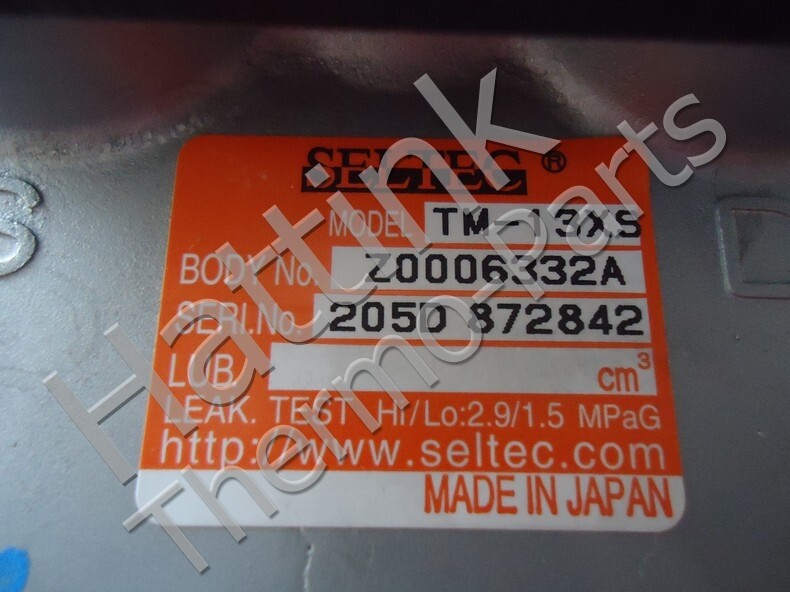 SELTEC ®
MODEL TM-13XS
BODY No. Z0006332A
SERI.No. 205D 872842
LUB. cm³
LEAK. TEST Hi/Lo:2.9/1.5 MPaG
http://www.seltec.com
MADE IN JAPAN
Hattink
Thermo-Parts